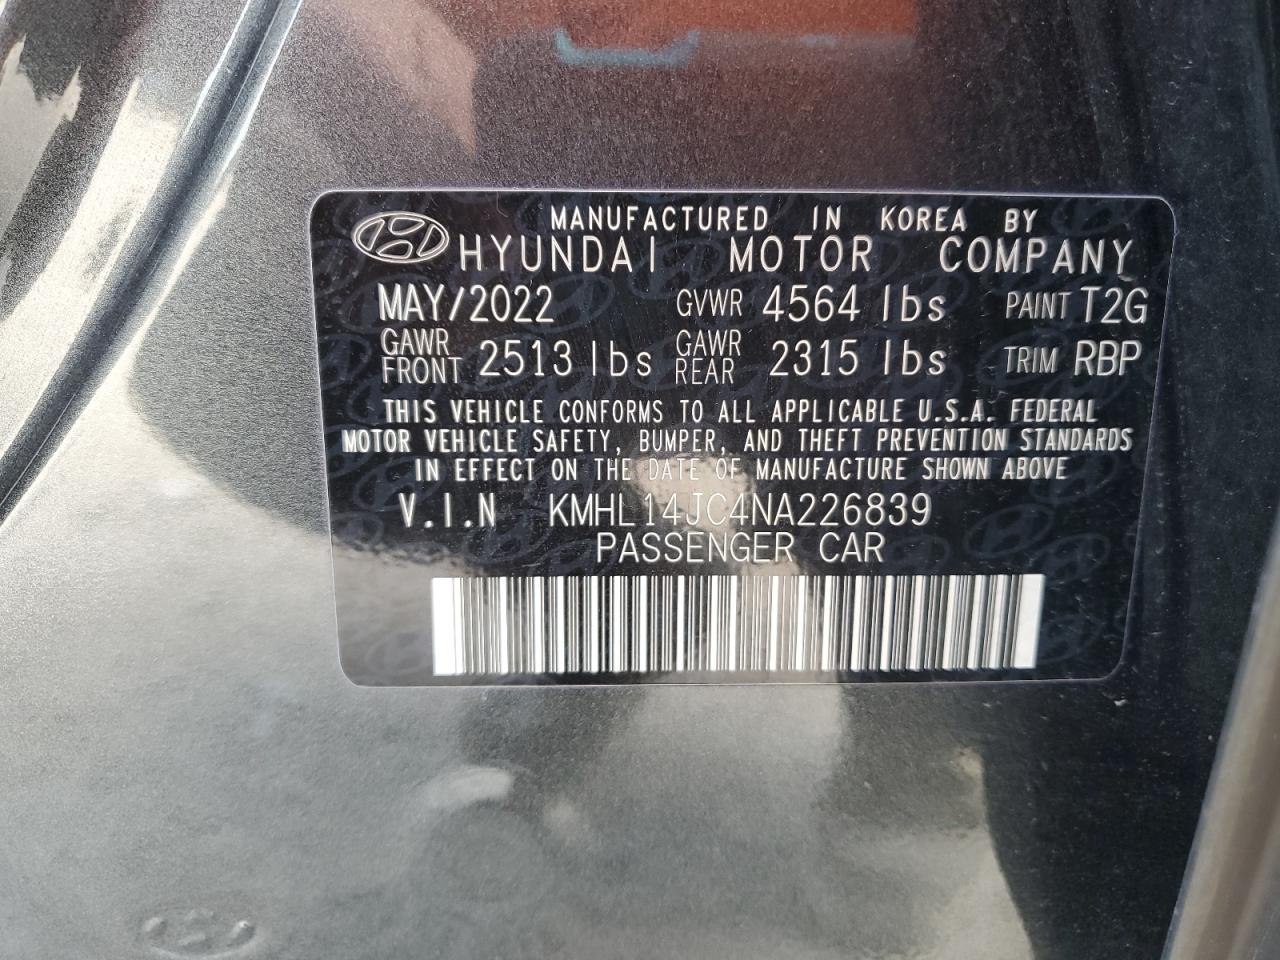 MANUFACTURED IN KOREA BY
HYUNDAI MOTOR COMPANY
MAY/2022 GVWR 4564 lbs PAINT T2G
GAWR FRONT 2513 lbs GAWR REAR 2315 lbs TRIM RBP
THIS VEHICLE CONFORMS TO ALL APPLICABLE U.S.A. FEDERAL
MOTOR VEHICLE SAFETY, BUMPER, AND THEFT PREVENTION STANDARDS
IN EFFECT ON THE DATE OF MANUFACTURE SHOWN ABOVE
V.I.N KMHL14JC4NA226839
PASSENGER CAR